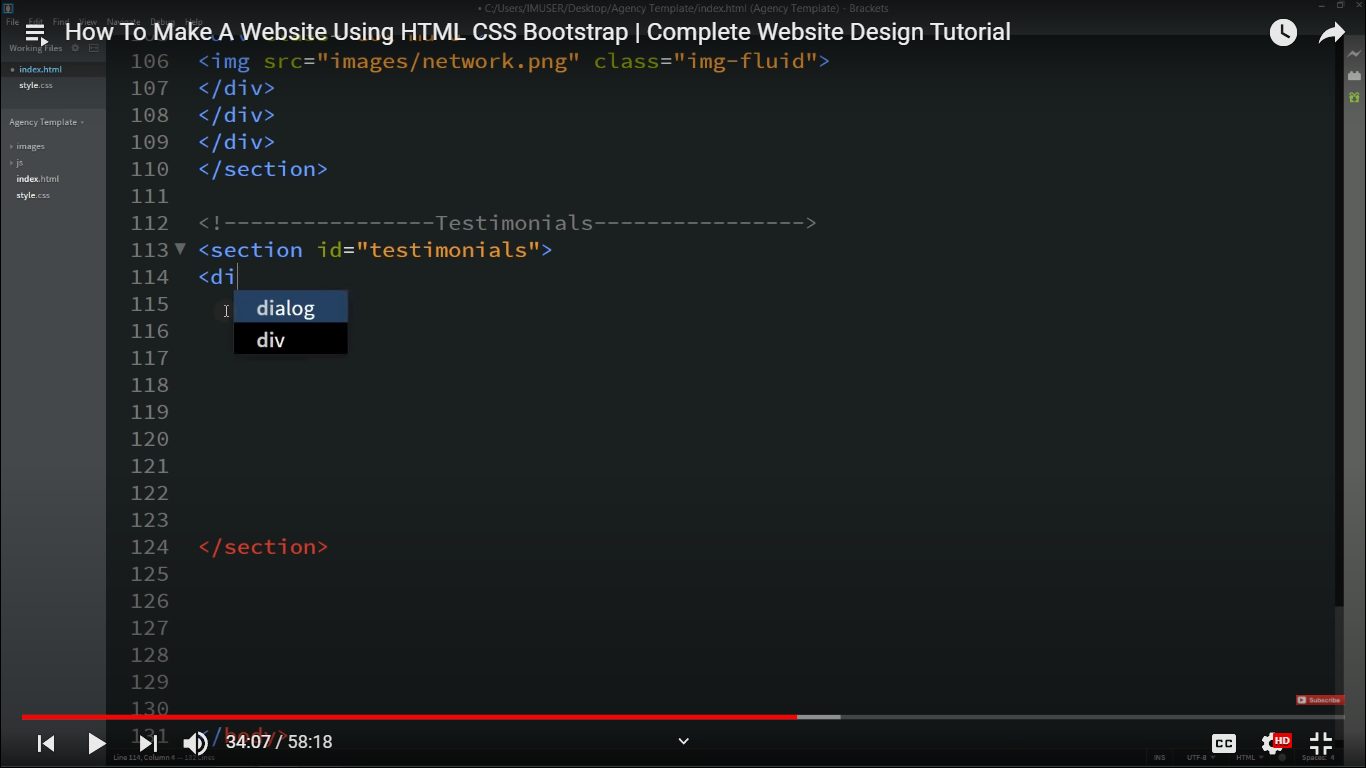 C:/Users/IMUSER/Desktop/Agency Template/index.html (Agency Template) - Brackets
File Edit Find View Navigate Debug Help
How To Make A Website Using HTML CSS Bootstrap | Complete Website Design Tutorial
Working Files
index.html
style.css
Agency Template
images
js
index.html
style.css
106 <img src="images/network.png" class="img-fluid">
107 </div>
108 </div>
109 </div>
110 </section>
111
112 <!----------------Testimonials---------------->
113 <section id="testimonials">
114 <di
115
dialog
116
div
117
118
119
120
121
122
123
124 </section>
125
126
127
128
129
130
131 </body>
Subscribe
34:07 / 58:18
CC
HD
Line 114, Column 4 — 132 Lines
INS UTF-8 HTML Spaces: 4